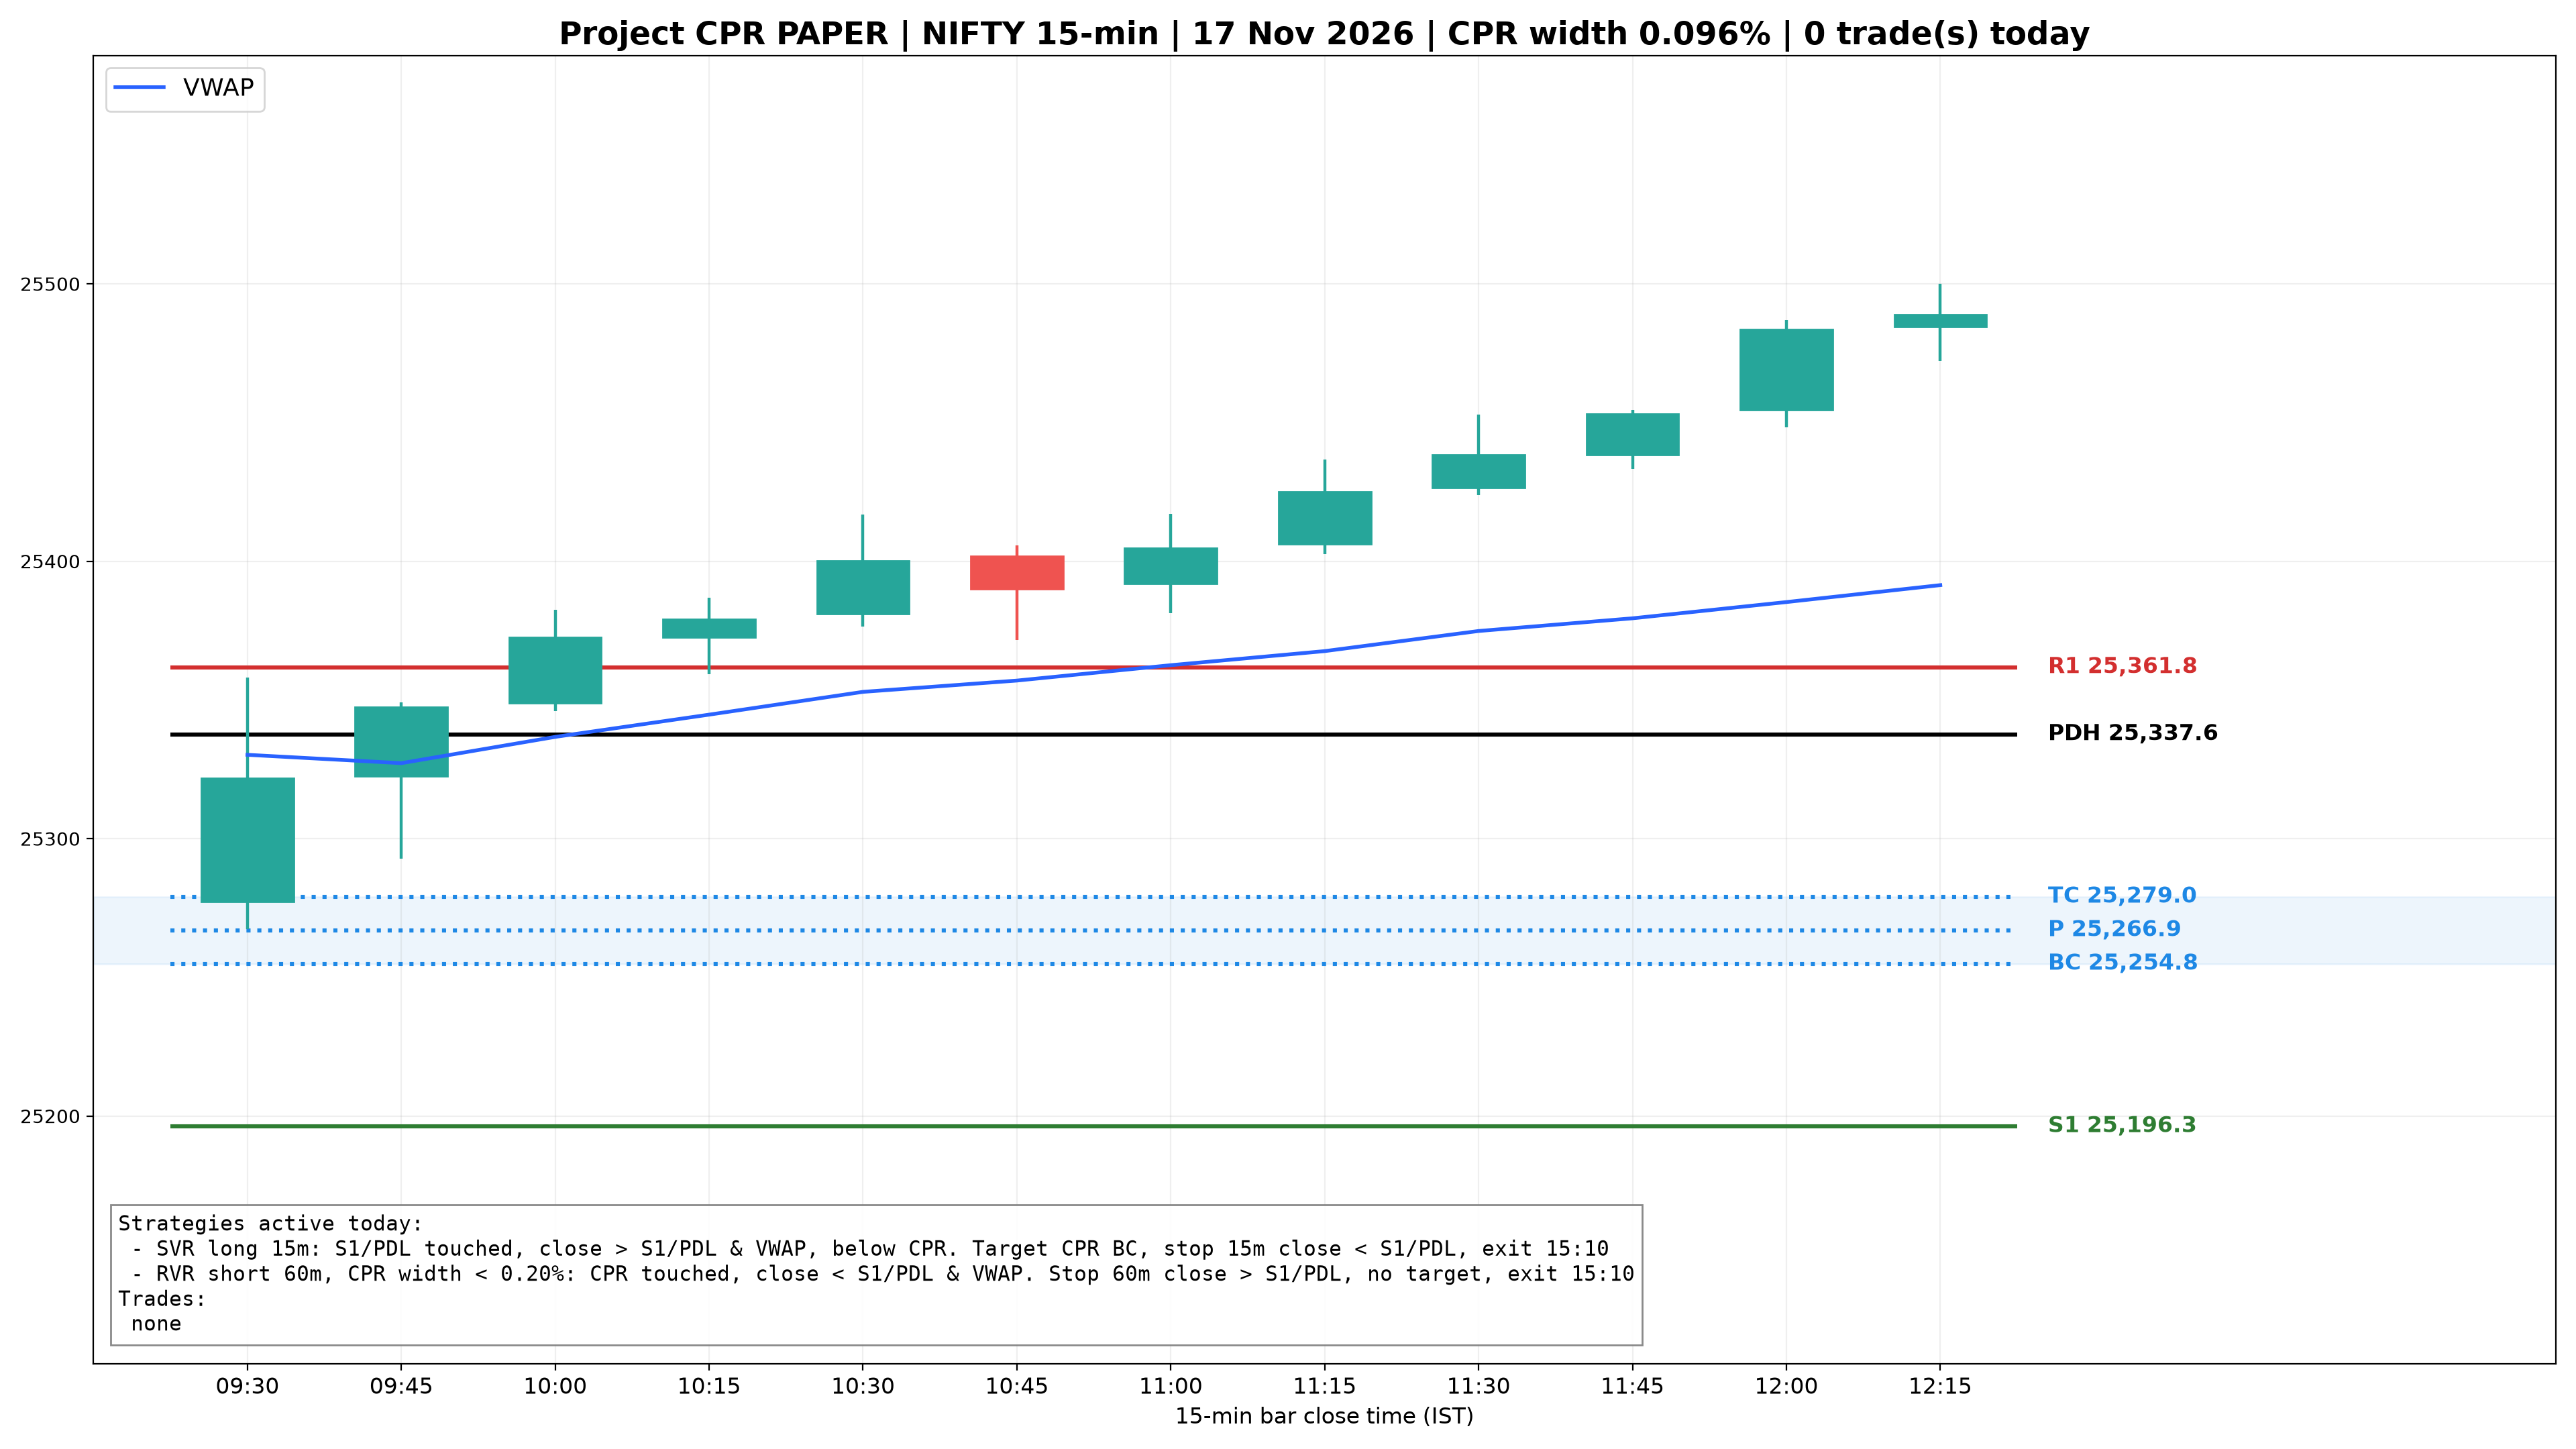 Project CPR PAPER | NIFTY 15-min | 17 Nov 2026 | CPR width 0.096% | 0 trade(s) today
VWAP
25500
25400
25300
25200
R1 25,361.8
PDH 25,337.6
TC 25,279.0
P 25,266.9
BC 25,254.8
S1 25,196.3
Strategies active today:
- SVR long 15m: S1/PDL touched, close > S1/PDL & VWAP, below CPR. Target CPR BC, stop 15m close < S1/PDL, exit 15:10
- RVR short 60m, CPR width < 0.20%: CPR touched, close < S1/PDL & VWAP. Stop 60m close > S1/PDL, no target, exit 15:10
Trades:
none
09:30 09:45 10:00 10:15 10:30 10:45 11:00 11:15 11:30 11:45 12:00 12:15
15-min bar close time (IST)